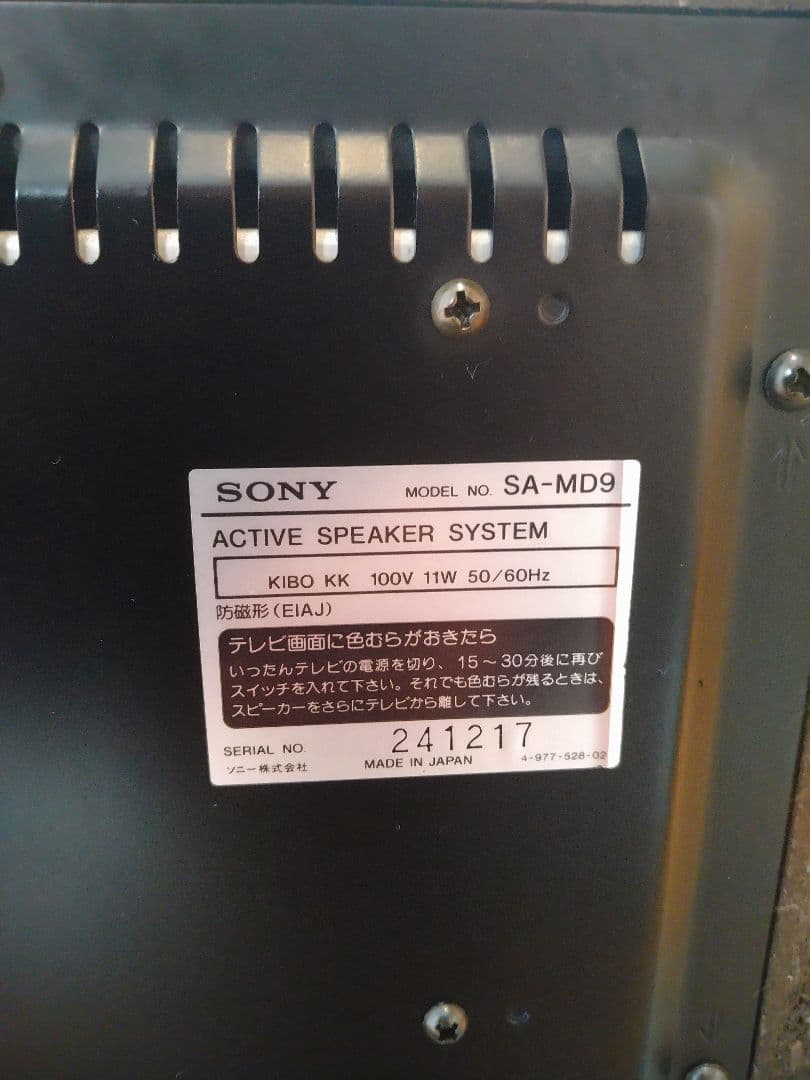 SONY MODEL NO. SA-MD9
ACTIVE SPEAKER SYSTEM
KIBO KK 100V 11W 50/60Hz
防磁形(EIAJ)
テレビ画面に色むらがおきたら
いったんテレビの電源を切り、15〜30分後に再び
スイッチを入れて下さい。それでも色むらが残るときは、
スピーカーをさらにテレビから離して下さい。
SERIAL NO. 241217
ソニー株式会社 MADE IN JAPAN 4-977-528-02